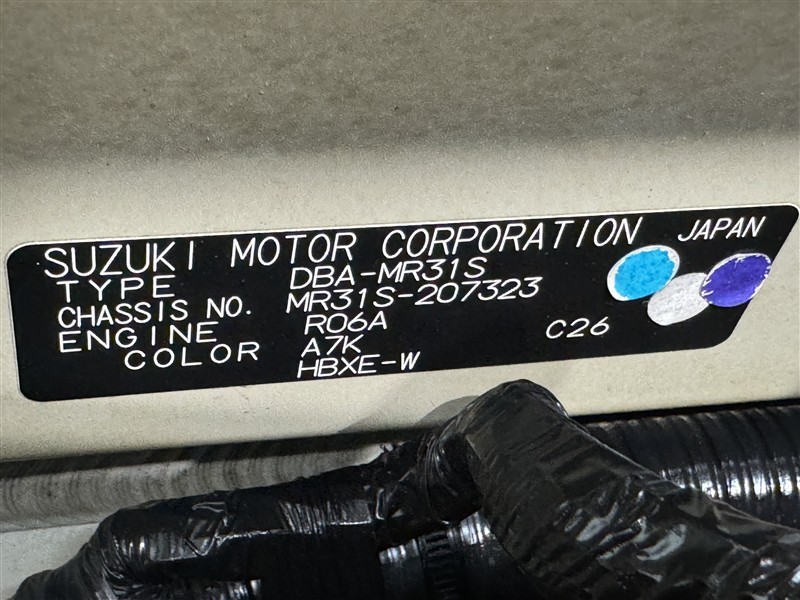 SUZUKI MOTOR CORPORATION JAPAN
TYPE DBA-MR31S
CHASSIS NO. MR31S-207323
ENGINE R06A C26
COLOR A7K
HBXE-W